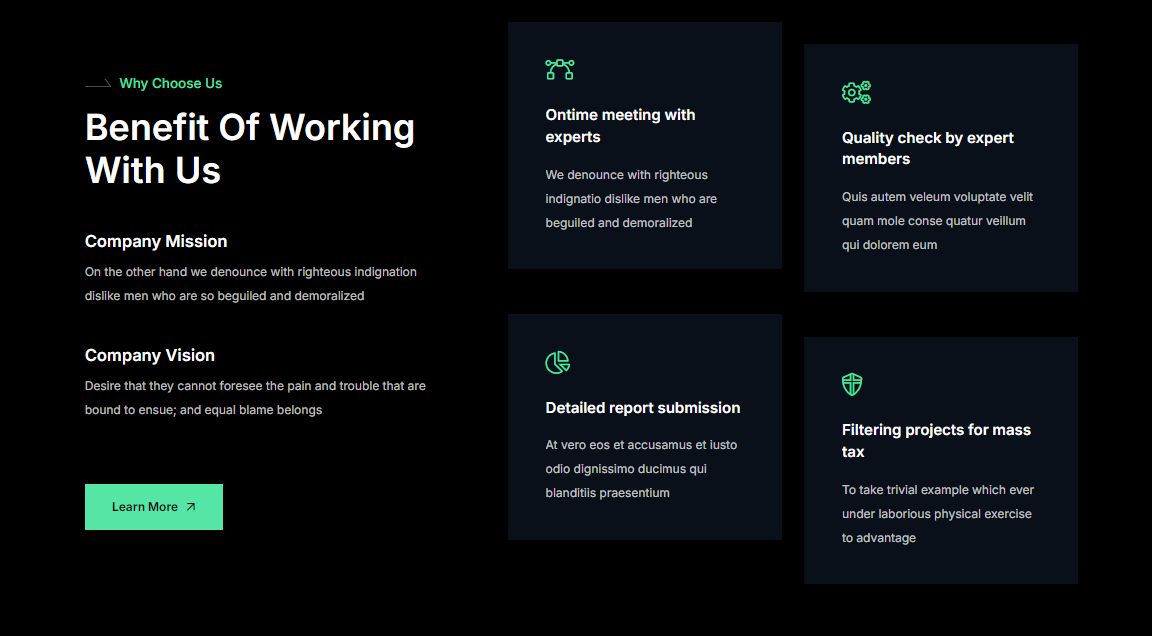 Why Choose Us
Benefit Of Working
With Us
Company Mission
On the other hand we denounce with righteous indignation
dislike men who are so beguiled and demoralized
Company Vision
Desire that they cannot foresee the pain and trouble that are
bound to ensue; and equal blame belongs
Learn More
Ontime meeting with
experts
We denounce with righteous
indignatio dislike men who are
beguiled and demoralized
Quality check by expert
members
Quis autem veleum voluptate velit
quam mole conse quatur veillum
qui dolorem eum
Detailed report submission
At vero eos et accusamus et iusto
odio dignissimo ducimus qui
blanditiis praesentium
Filtering projects for mass
tax
To take trivial example which ever
under laborious physical exercise
to advantage